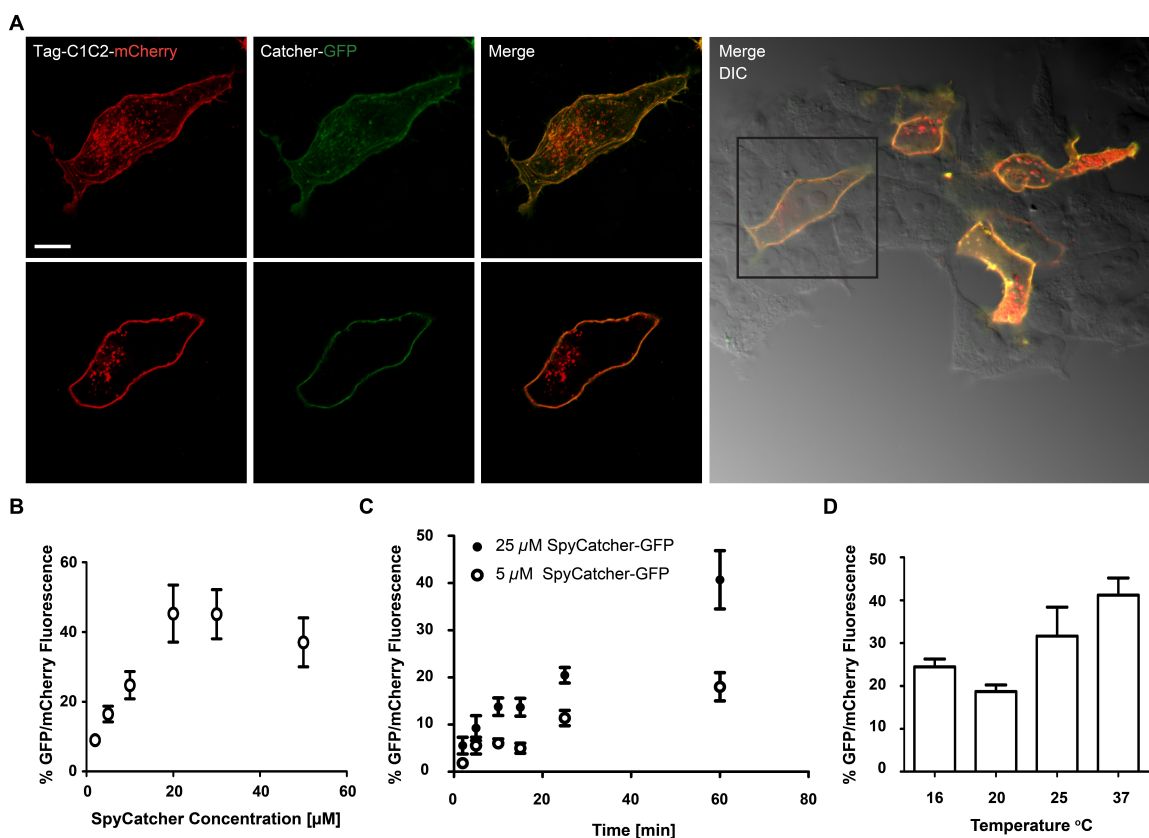 A
Tag-C1C2-mCherry
Catcher-GFP
Merge
Merge
DIC
B
% GFP/mCherry Fluorescence
60
40
20
0
0 20 40 60
SpyCatcher Concentration [µM]
C
% GFP/mCherry Fluorescence
50
40
30
20
10
0
25 µM SpyCatcher-GFP
5 µM SpyCatcher-GFP
0 20 40 60 80
Time [min]
D
% GFP/mCherry Fluorescence
50
40
30
20
10
0
16 20 25 37
Temperature °C